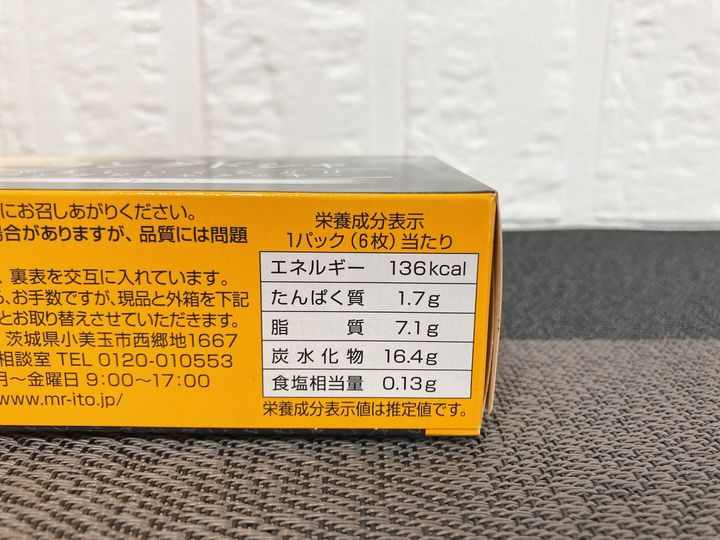 にお召しあがりください。
場合がありますが、品質には問題
裏表を交互に入れています。
お手数ですが、現品と外箱を下記
とお取り替えさせていただきます。
茨城県小美玉市西郷地1667
相談室 TEL 0120-010553
月～金曜日 9:00～17:00
www.mr-ito.jp/
栄養成分表示
1パック(6枚)当たり
エネルギー 136kcal
たんぱく質 1.7g
脂質 7.1g
炭水化物 16.4g
食塩相当量 0.13g
栄養成分表示値は推定値です。